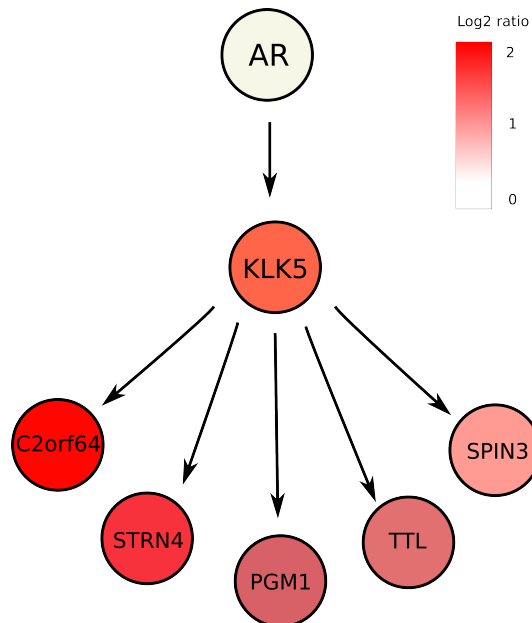 Log2 ratio
2
1
0
AR
KLK5
C2orf64
STRN4
PGM1
TTL
SPIN3